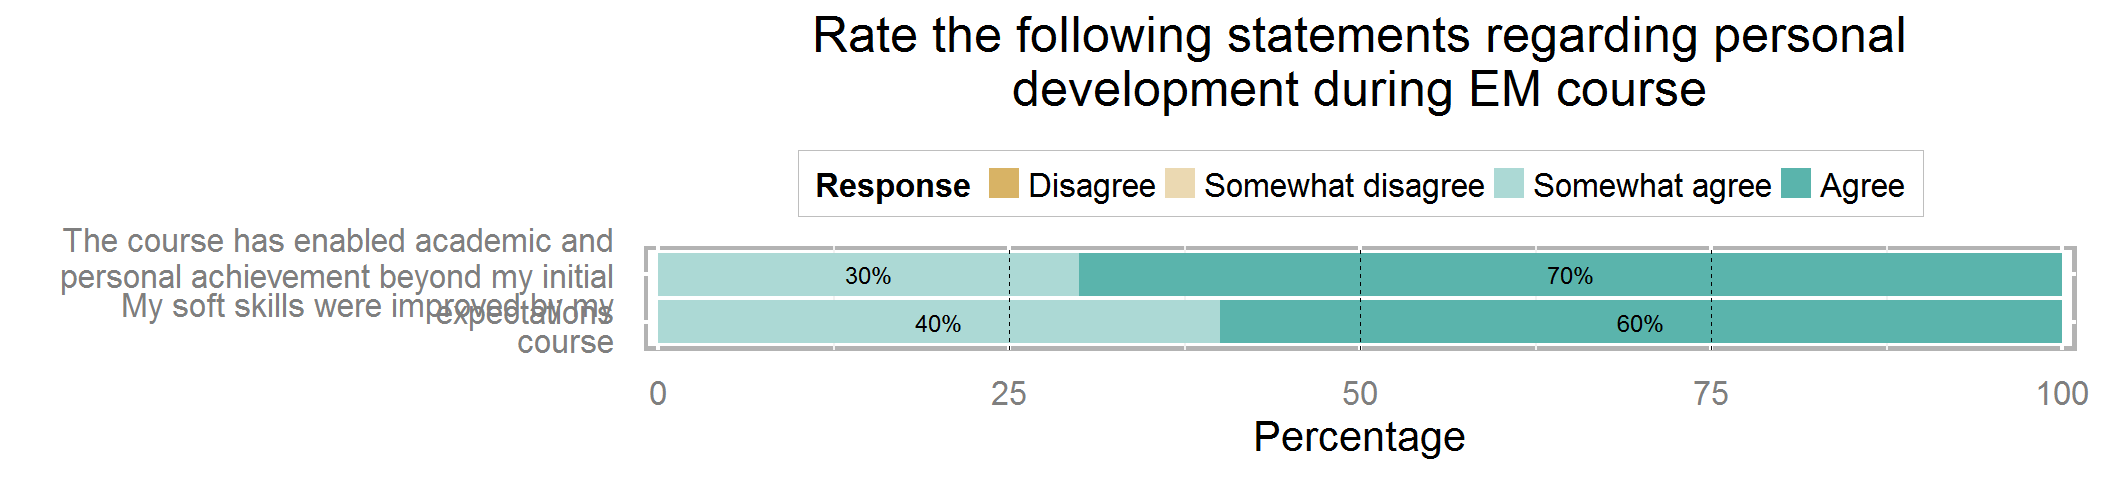 Rate the following statements regarding personal
development during EM course
Response Disagree Somewhat disagree Somewhat agree Agree
The course has enabled academic and
personal achievement beyond my initial
expectations
My soft skills were improved by my
course
30% 70%
40% 60%
0 25 50 75 100
Percentage